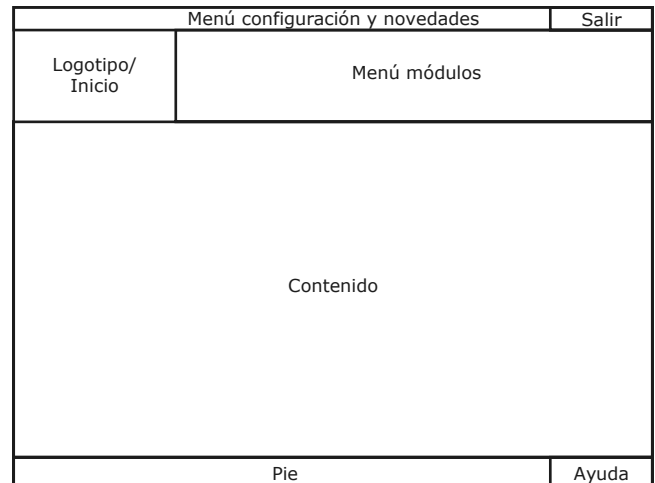 Menú configuración y novedades
Salir
Logotipo/
Inicio
Menú módulos
Contenido
Pie
Ayuda